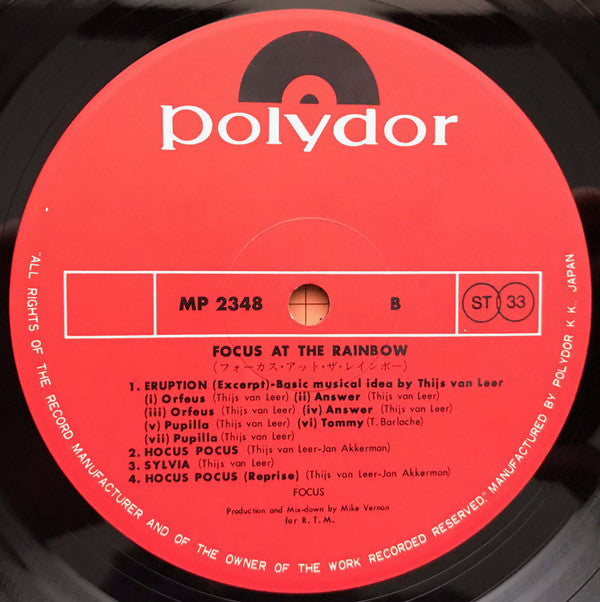 polydor
MP 2348 B ST 33
FOCUS AT THE RAINBOW
(フォーカス・アット・ザ・レインボー)
1. ERUPTION (Excerpt)-Basic musical idea by Thijs van Leer
(i) Orfeus (Thijs van Leer) (ii) Answer (Thijs van Leer)
(iii) Orfeus (Thijs van Leer) (iv) Answer (Thijs van Leer)
(v) Pupilla (Thijs van Leer) (vi) Tommy (T. Barlache)
(vii) Pupilla (Thijs van Leer)
2. HOCUS POCUS (Thijs van Leer-Jan Akkerman)
3. SYLVIA (Thijs van Leer)
4. HOCUS POCUS (Reprise) (Thijs van Leer-Jan Akkerman)
FOCUS
Production and Mix-down by Mike Vernon
for R.T.M.
"ALL RIGHTS OF THE RECORD MANUFACTURER AND OF THE OWNER OF THE WORK RECORDED RESERVED." MANUFACTURED BY POLYDOR K.K., JAPAN